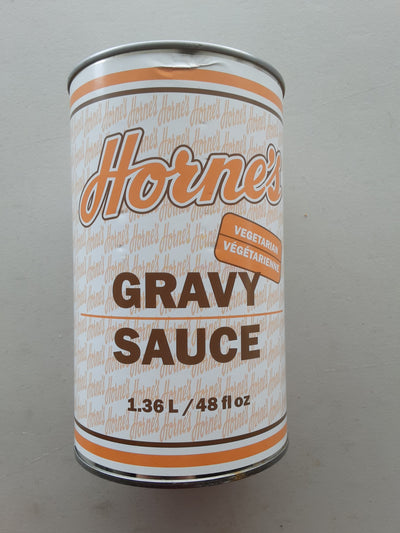 Horne's
VEGETARIAN
VÉGÉTARIENNE
GRAVY
SAUCE
1.36 L / 48 fl oz